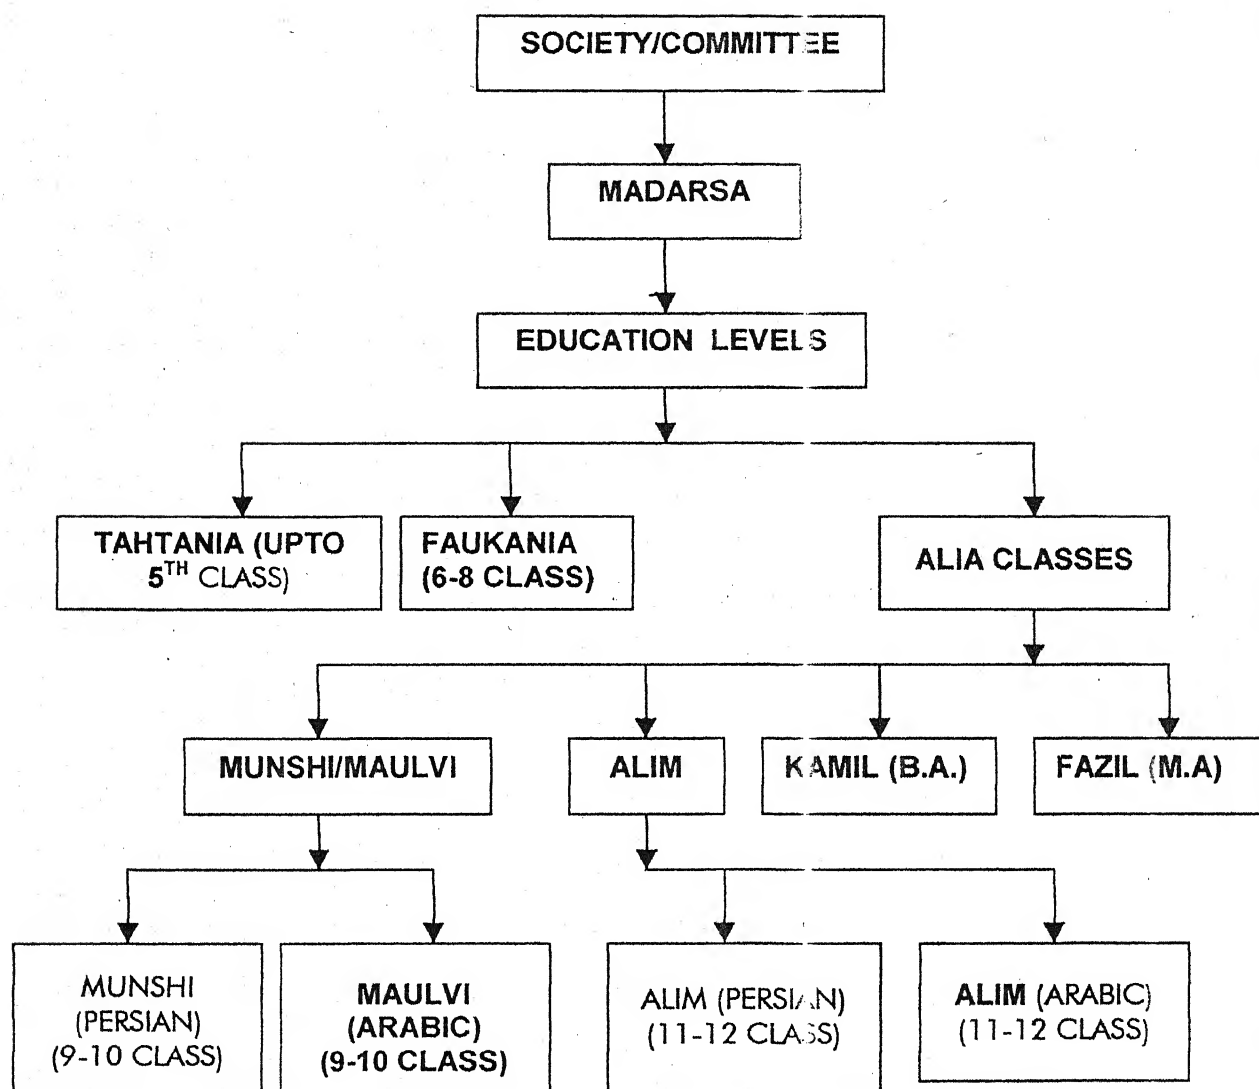 SOCIETY/COMMITTEE
MADARSA
EDUCATION LEVELS
TAHTANIA (UPTO
5TH CLASS)
FAUKANIA
(6-8 CLASS)
ALIA CLASSES
MUNSHI/MAULVI
ALIM
KAMIL (B.A.)
FAZIL (M.A)
MUNSHI
(PERSIAN)
(9-10 CLASS)
MAULVI
(ARABIC)
(9-10 CLASS)
ALIM (PERSIAN)
(11-12 CLASS)
ALIM (ARABIC)
(11-12 CLASS)